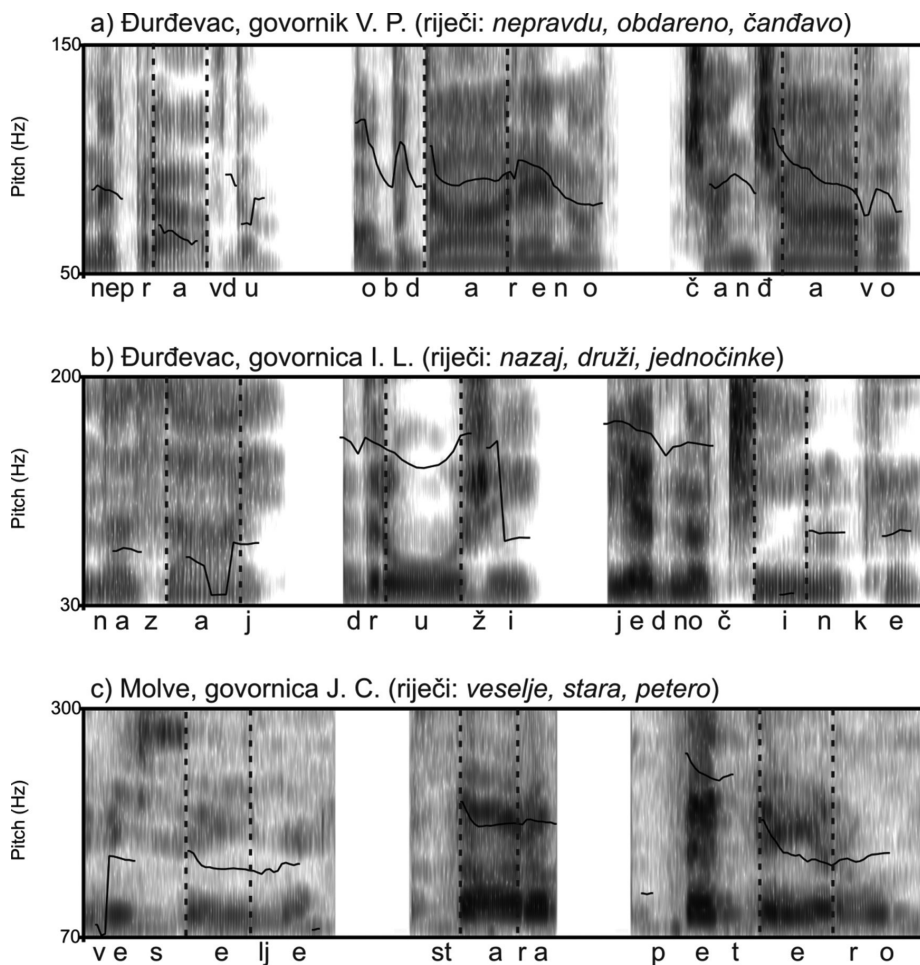 a) Đurđevac, govornik V. P. (riječi: nepravdu, obdareno, čanđavo)
150
Pitch (Hz)
50
nep r a vd u o b d a r e n o č a n đ a v o
b) Đurđevac, govornica I. L. (riječi: nazaj, druži, jednočinke)
200
Pitch (Hz)
30
n a z a j d r u ž i j e d no č i n k e
c) Molve, govornica J. C. (riječi: veselje, stara, petero)
300
Pitch (Hz)
70
v e s e lj e st a r a p e t e r o